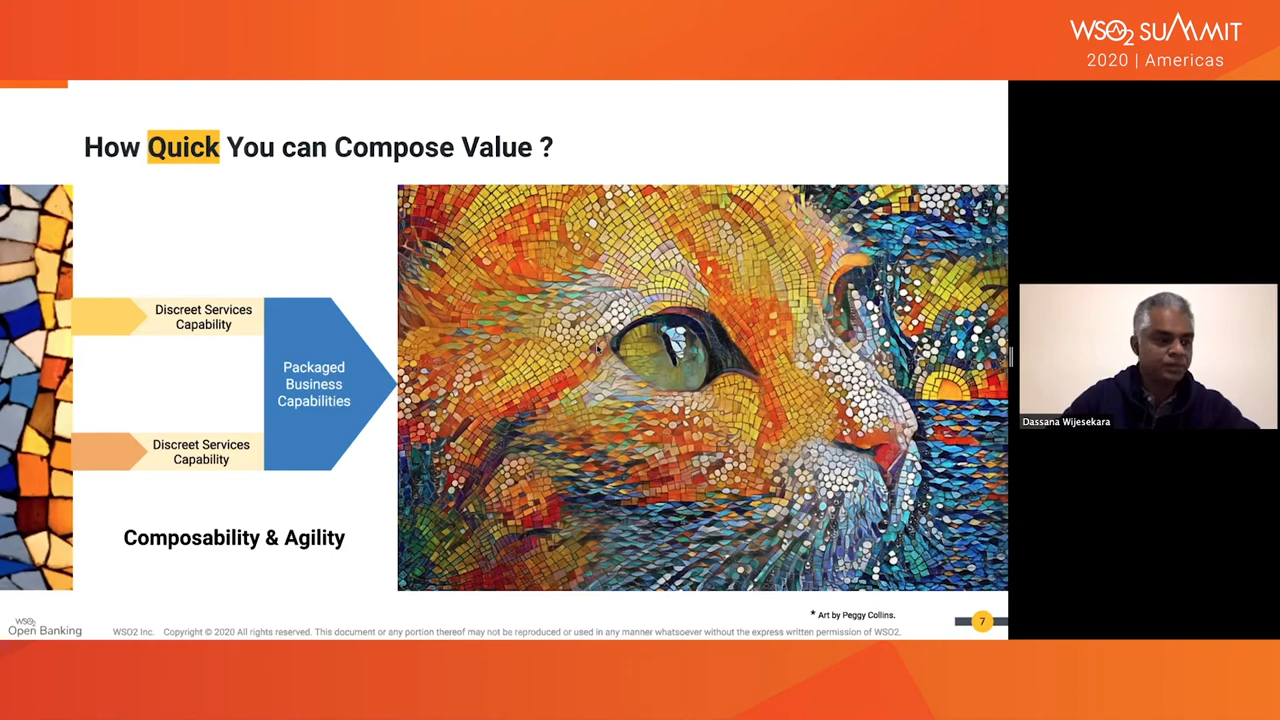 WSO2 SUMMIT
2020 | Americas
How Quick You can Compose Value ?
Discreet Services
Capability
Packaged
Business
Capabilities
Discreet Services
Capability
Composability & Agility
Dassana Wijesekara
* Art by Peggy Collins.
WSO2
Open Banking
WSO2 Inc. Copyright © 2020 All rights reserved. This document or any portion thereof may not be reproduced or used in any manner whatsoever without the express written permission of WSO2.
7